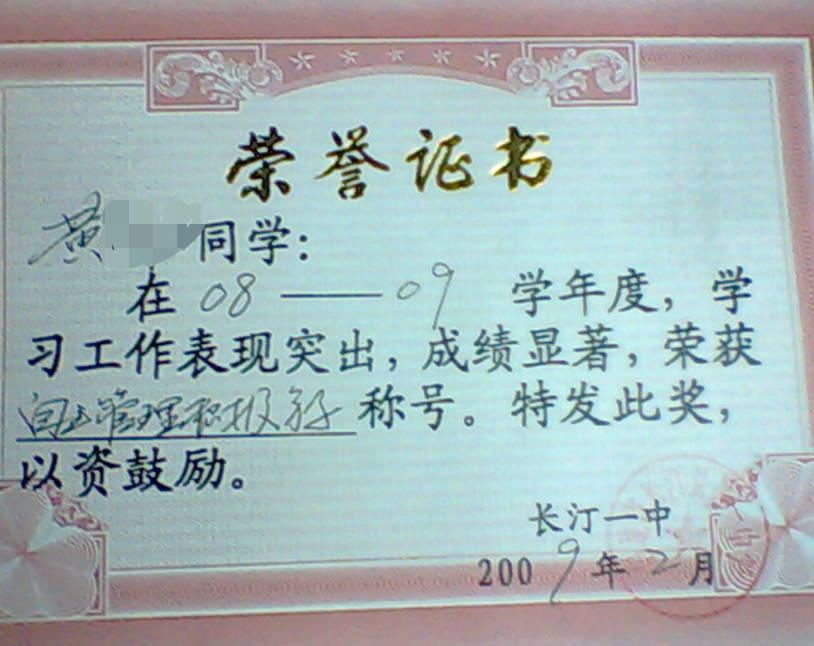 荣誉证书
黄 同学：
在 08 —— 09 学年度，学
习工作表现突出，成绩显著，荣获
自主管理积极分子称号。特发此奖，
以资鼓励。
长汀一中
2009年2月